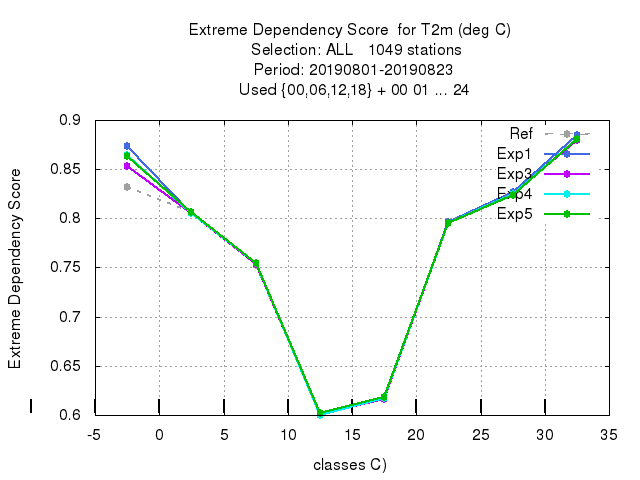 Extreme Dependency Score  for T2m (deg C)
Selection: ALL   1049 stations
Period: 20190801-20190823
Used {00,06,12,18} + 00 01 ... 24
Extreme Dependency Score
0.9
0.85
0.8
0.75
0.7
0.65
0.6
-5
0
5
10
15
20
25
30
35
classes C)
Ref
Exp1
Exp3
Exp4
Exp5